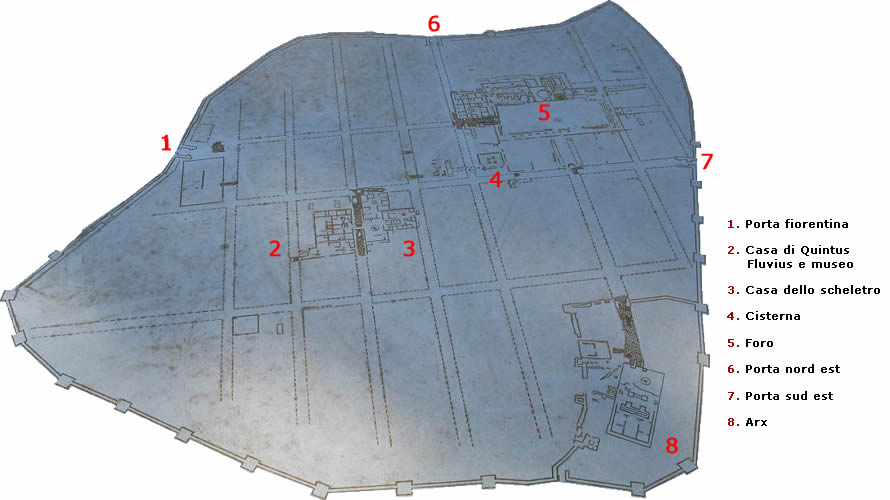 6
5
1
7
4
2
3
8
1. Porta fiorentina
2. Casa di Quintus
Fluvius e museo
3. Casa dello scheletro
4. Cisterna
5. Foro
6. Porta nord est
7. Porta sud est
8. Arx